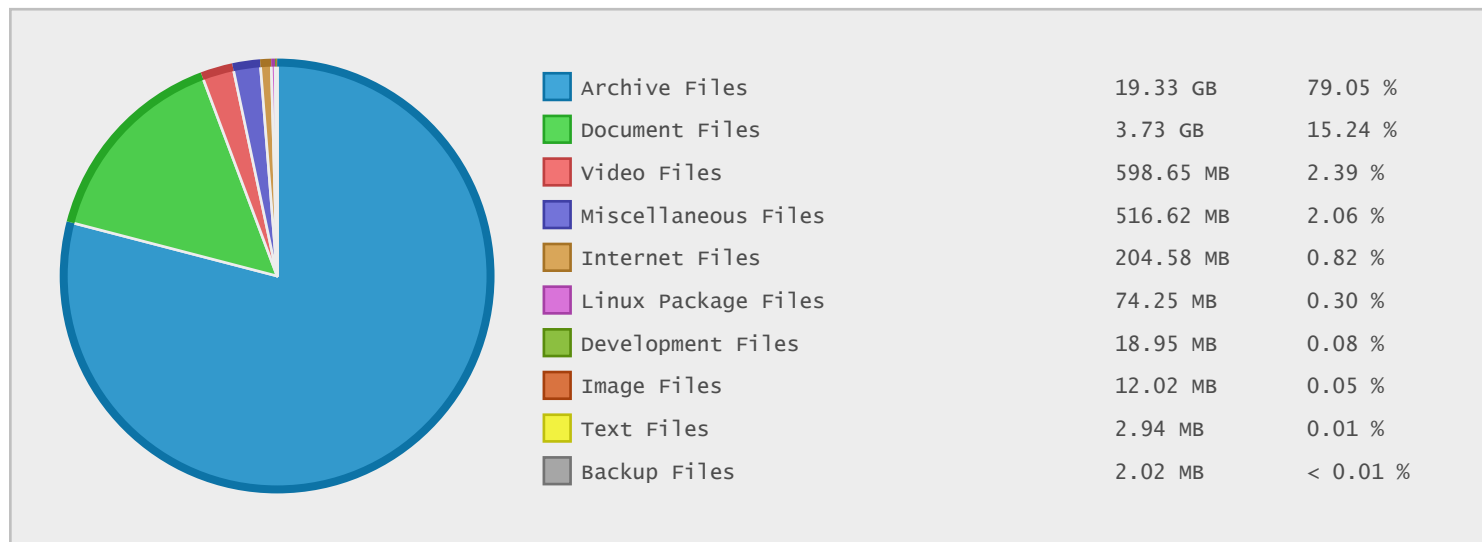 Archive Files 19.33 GB 79.05 %
Document Files 3.73 GB 15.24 %
Video Files 598.65 MB 2.39 %
Miscellaneous Files 516.62 MB 2.06 %
Internet Files 204.58 MB 0.82 %
Linux Package Files 74.25 MB 0.30 %
Development Files 18.95 MB 0.08 %
Image Files 12.02 MB 0.05 %
Text Files 2.94 MB 0.01 %
Backup Files 2.02 MB < 0.01 %